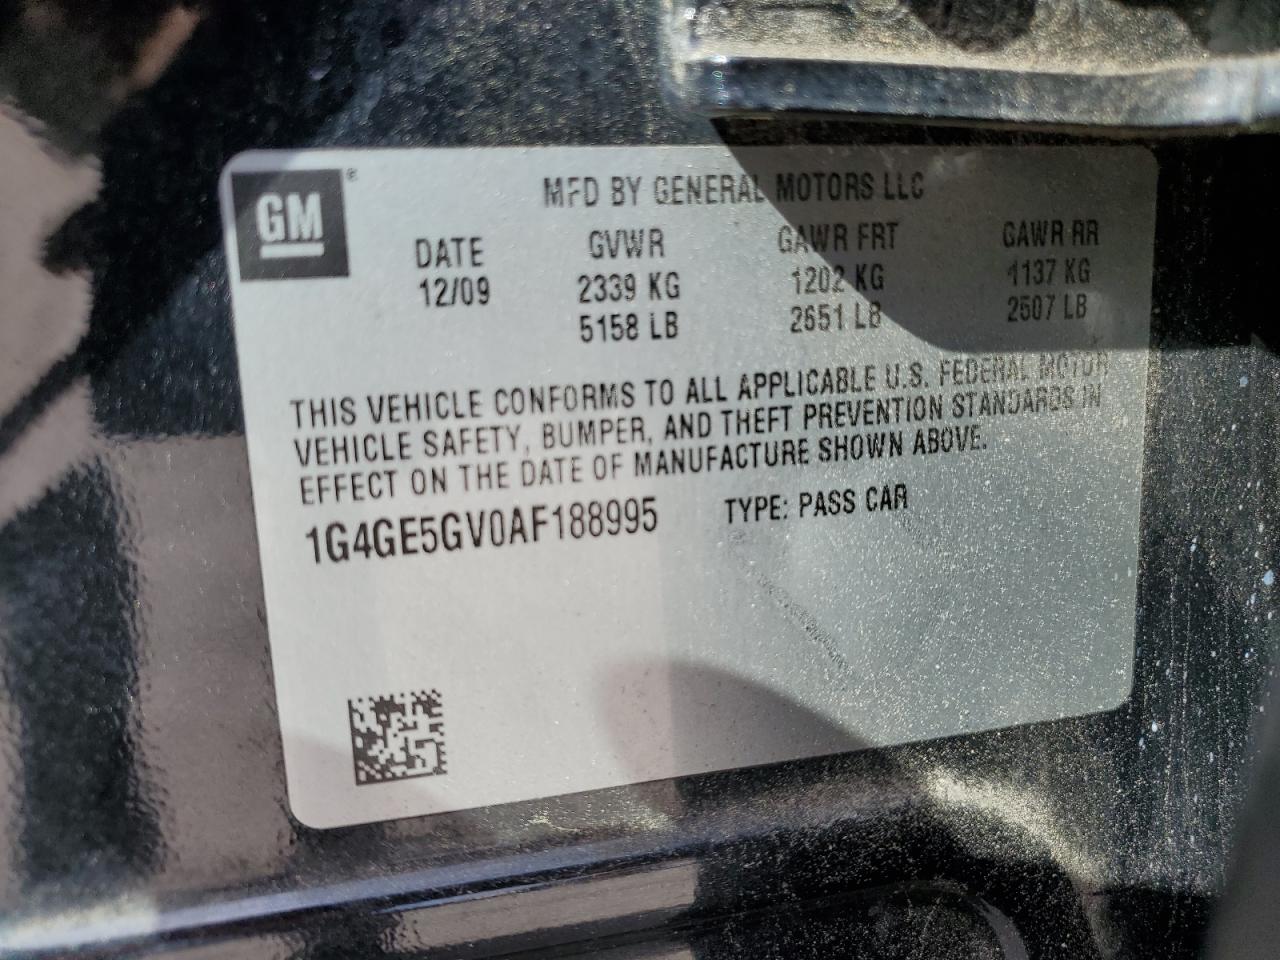 GM®
MFD BY GENERAL MOTORS LLC
DATE GVWR GAWR FRT GAWR RR
12/09 2339 KG 1202 KG 1137 KG
5158 LB 2651 LB 2507 LB
THIS VEHICLE CONFORMS TO ALL APPLICABLE U.S. FEDERAL MOTOR
VEHICLE SAFETY, BUMPER, AND THEFT PREVENTION STANDARDS IN
EFFECT ON THE DATE OF MANUFACTURE SHOWN ABOVE.
1G4GE5GV0AF188995 TYPE: PASS CAR